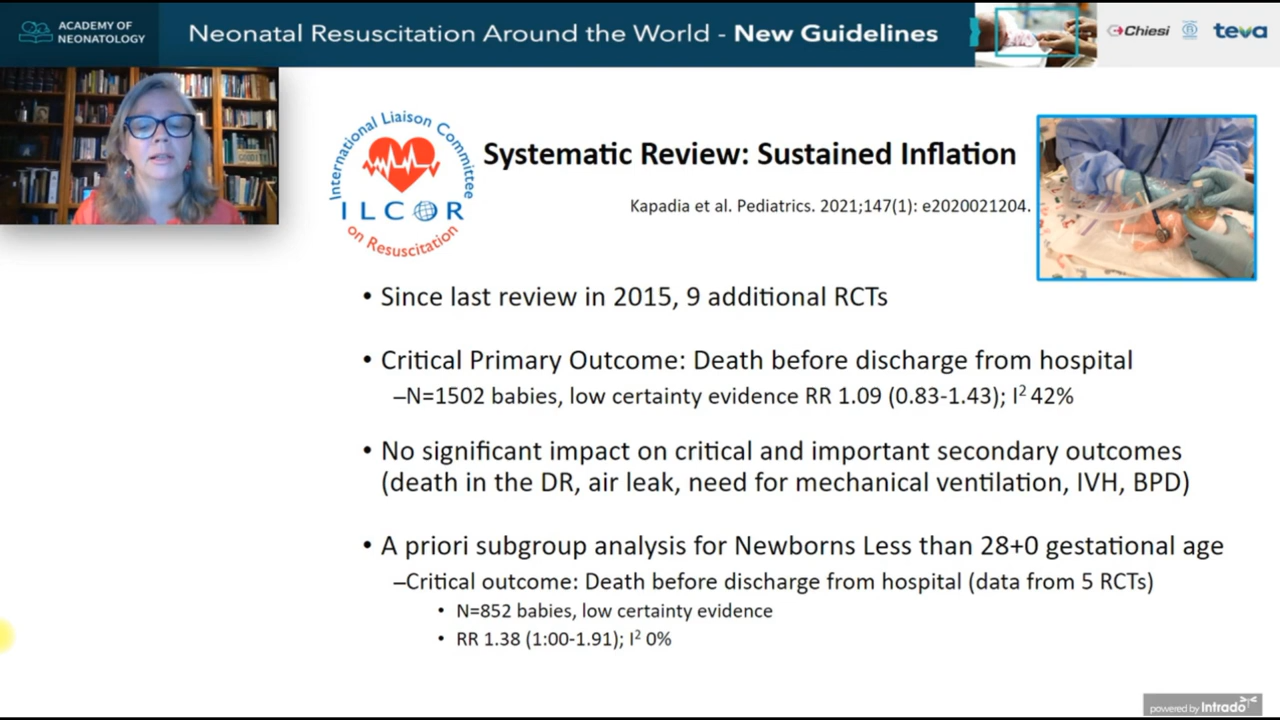 ACADEMY OF
NEONATOLOGY
Neonatal Resuscitation Around the World - New Guidelines
Chiesi
teva
International Liaison Committee
ILCOR
on Resuscitation
Systematic Review: Sustained Inflation
Kapadia et al. Pediatrics. 2021;147(1): e2020021204.
• Since last review in 2015, 9 additional RCTs
• Critical Primary Outcome: Death before discharge from hospital
–N=1502 babies, low certainty evidence RR 1.09 (0.83-1.43); I² 42%
• No significant impact on critical and important secondary outcomes
(death in the DR, air leak, need for mechanical ventilation, IVH, BPD)
• A priori subgroup analysis for Newborns Less than 28+0 gestational age
–Critical outcome: Death before discharge from hospital (data from 5 RCTs)
• N=852 babies, low certainty evidence
• RR 1.38 (1:00-1.91); I² 0%
powered by Intrado